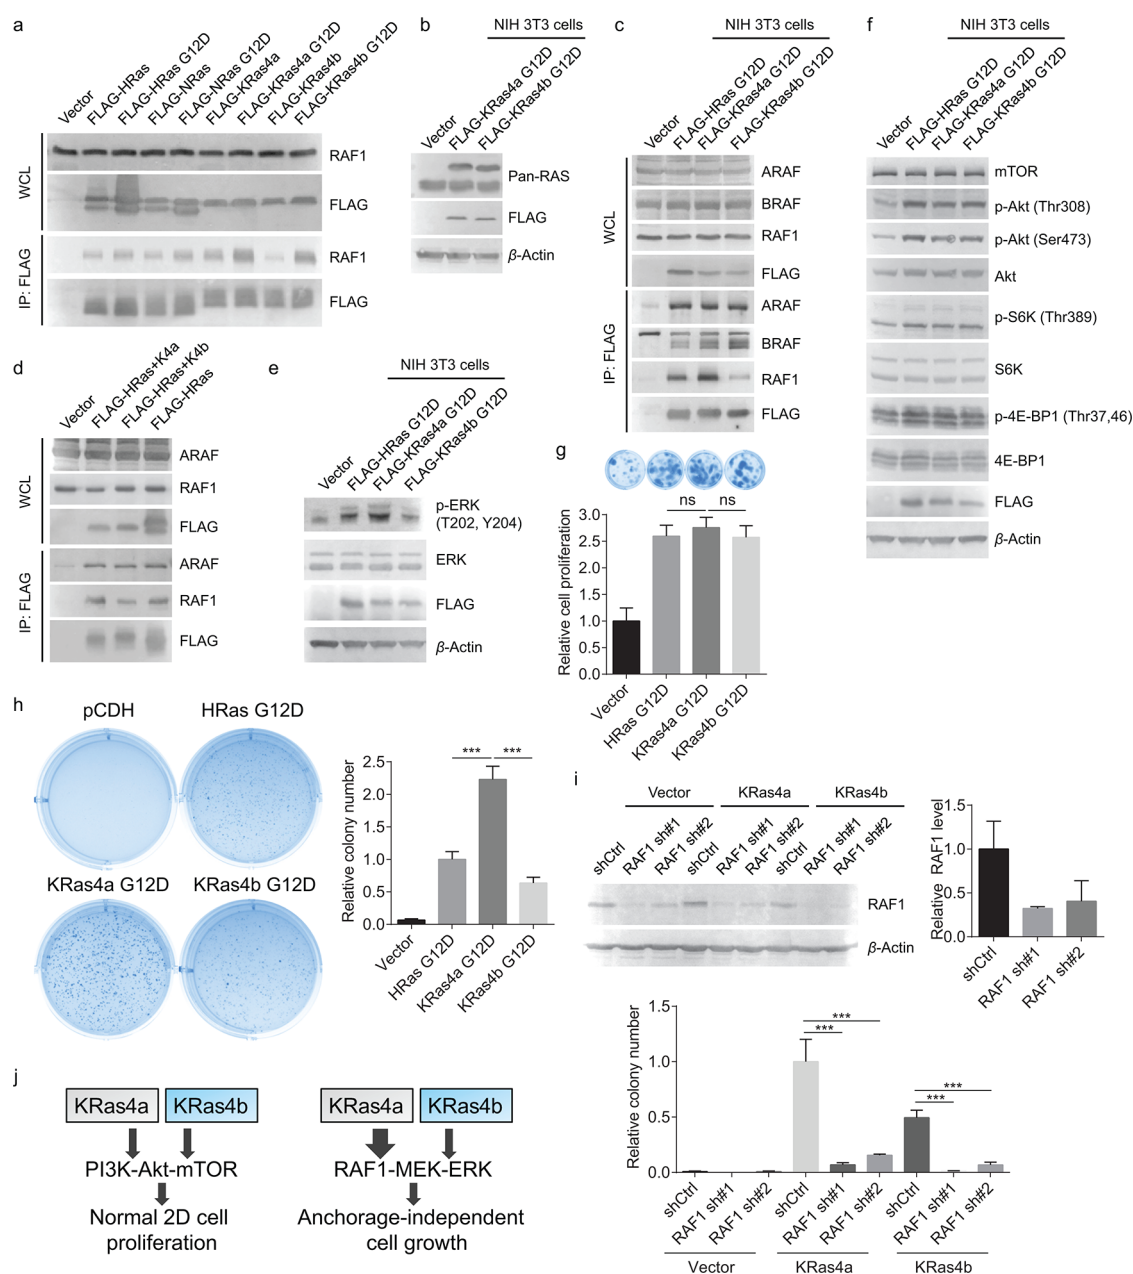 a
Vector
FLAG-HRas
FLAG-HRas G12D
FLAG-NRas
FLAG-NRas G12D
FLAG-KRas4a
FLAG-KRas4a G12D
FLAG-KRas4b
FLAG-KRas4b G12D
WCL
RAF1
FLAG
IP: FLAG
RAF1
FLAG
b
NIH 3T3 cells
Vector
FLAG-KRas4a G12D
FLAG-KRas4b G12D
Pan-RAS
FLAG
β-Actin
c
NIH 3T3 cells
Vector
FLAG-HRas G12D
FLAG-KRas4a G12D
FLAG-KRas4b G12D
WCL
ARAF
BRAF
RAF1
FLAG
IP: FLAG
ARAF
BRAF
RAF1
FLAG
f
NIH 3T3 cells
Vector
FLAG-HRas G12D
FLAG-KRas4a G12D
FLAG-KRas4b G12D
mTOR
p-Akt (Thr308)
p-Akt (Ser473)
Akt
p-S6K (Thr389)
S6K
p-4E-BP1 (Thr37,46)
4E-BP1
FLAG
β-Actin
d
Vector
FLAG-HRas+K4a
FLAG-HRas+K4b
FLAG-HRas
WCL
ARAF
RAF1
FLAG
IP: FLAG
ARAF
RAF1
FLAG
e
NIH 3T3 cells
Vector
FLAG-HRas G12D
FLAG-KRas4a G12D
FLAG-KRas4b G12D
p-ERK
(T202, Y204)
ERK
FLAG
β-Actin
g
ns
ns
Relative cell proliferation
3.0
2.5
2.0
1.5
1.0
0.5
0.0
Vector
HRas G12D
KRas4a G12D
KRas4b G12D
h
pCDH
HRas G12D
KRas4a G12D
KRas4b G12D
Relative colony number
2.5
2.0
1.5
1.0
0.5
0.0
***
***
Vector
HRas G12D
KRas4a G12D
KRas4b G12D
i
Vector
KRas4a
KRas4b
shCtrl
RAF1 sh#1
RAF1 sh#2
shCtrl
RAF1 sh#1
RAF1 sh#2
shCtrl
RAF1 sh#1
RAF1 sh#2
RAF1
β-Actin
Relative RAF1 level
1.5
1.0
0.5
0.0
shCtrl
RAF1 sh#1
RAF1 sh#2
Relative colony number
1.5
1.0
0.5
0.0
***
***
***
***
shCtrl
RAF1 sh#1
RAF1 sh#2
shCtrl
RAF1 sh#1
RAF1 sh#2
shCtrl
RAF1 sh#1
RAF1 sh#2
Vector
KRas4a
KRas4b
j
KRas4a
KRas4b
PI3K-Akt-mTOR
Normal 2D cell
proliferation
KRas4a
KRas4b
RAF1-MEK-ERK
Anchorage-independent
cell growth